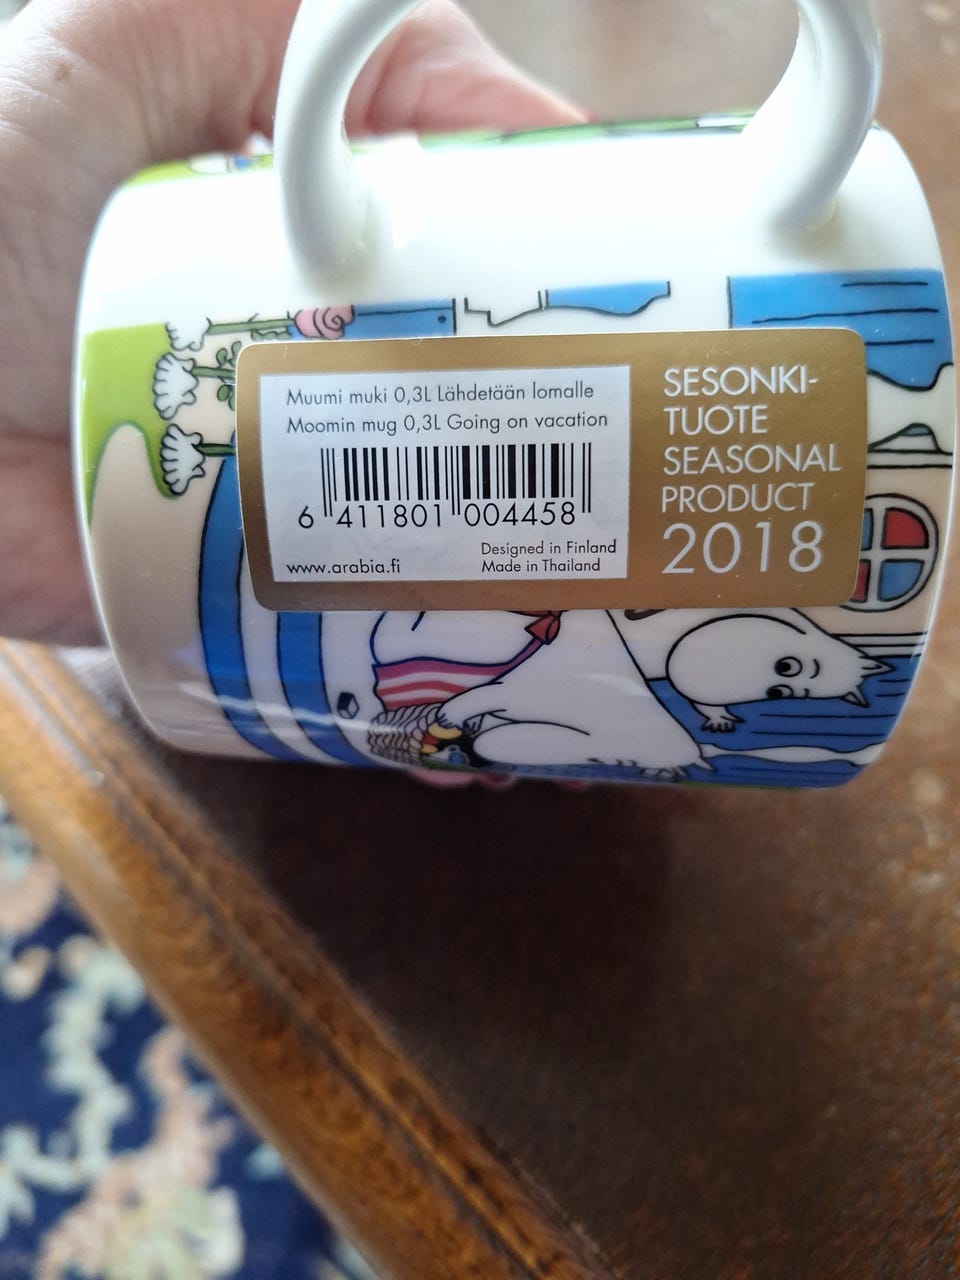 Muumi muki 0,3L Lähdetään lomalle
Moomin mug 0,3L Going on vacation
6 411801 004458
www.arabia.fi
Designed in Finland
Made in Thailand
SESONKI-
TUOTE
SEASONAL
PRODUCT
2018